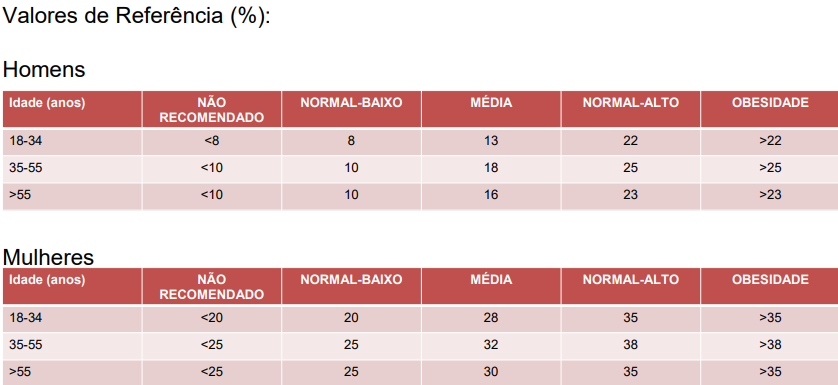 Valores de Referência (%):
Homens
Idade (anos) NÃO RECOMENDADO NORMAL-BAIXO MÉDIA NORMAL-ALTO OBESIDADE
18-34 <8 8 13 22 >22
35-55 <10 10 18 25 >25
>55 <10 10 16 23 >23
Mulheres
Idade (anos) NÃO RECOMENDADO NORMAL-BAIXO MÉDIA NORMAL-ALTO OBESIDADE
18-34 <20 20 28 35 >35
35-55 <25 25 32 38 >38
>55 <25 25 30 35 >35